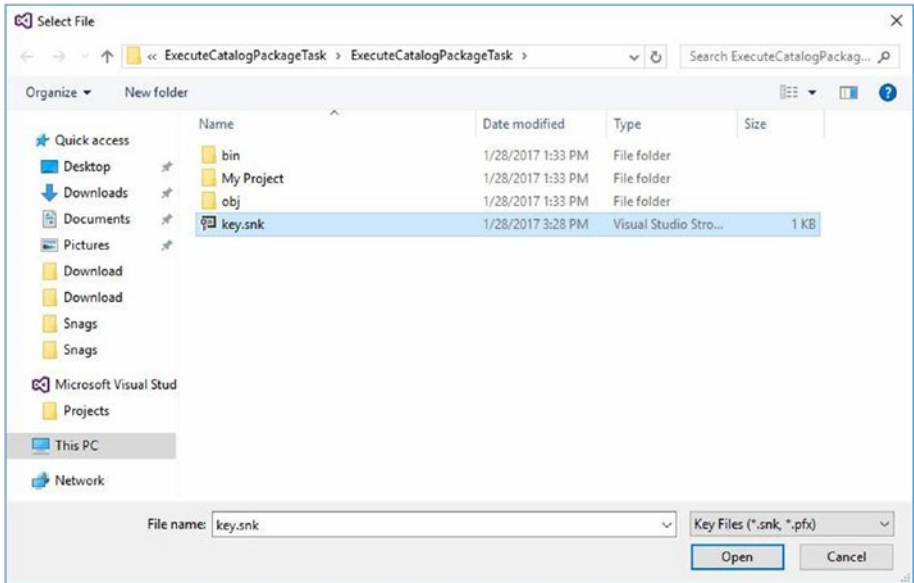 Select File
« ExecuteCatalogPackageTask › ExecuteCatalogPackageTask ›
Search ExecuteCatalogPackag...
Organize
New folder
Name Date modified Type Size
Quick access
Desktop
Downloads
Documents
Pictures
Download
Download
Snags
Snags
Microsoft Visual Stud
Projects
This PC
Network
bin 1/28/2017 1:33 PM File folder
My Project 1/28/2017 1:33 PM File folder
obj 1/28/2017 1:33 PM File folder
key.snk 1/28/2017 3:28 PM Visual Studio Stro... 1 KB
File name: key.snk
Key Files (*.snk, *.pfx)
Open Cancel